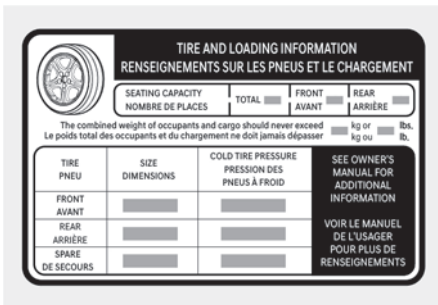 TIRE AND LOADING INFORMATION
RENSEIGNEMENTS SUR LES PNEUS ET LE CHARGEMENT
SEATING CAPACITY
NOMBRE DE PLACES
TOTAL
FRONT
AVANT
REAR
ARRIÈRE
The combined weight of occupants and cargo should never exceed kg or lbs.
Le poids total des occupants et du chargement ne doit jamais dépasser kg ou lb.
TIRE
PNEU
SIZE
DIMENSIONS
COLD TIRE PRESSURE
PRESSION DES
PNEUS À FROID
FRONT
AVANT
REAR
ARRIÈRE
SPARE
DE SECOURS
SEE OWNER'S
MANUAL FOR
ADDITIONAL
INFORMATION
VOIR LE MANUEL
DE L'USAGER
POUR PLUS DE
RENSEIGNEMENTS